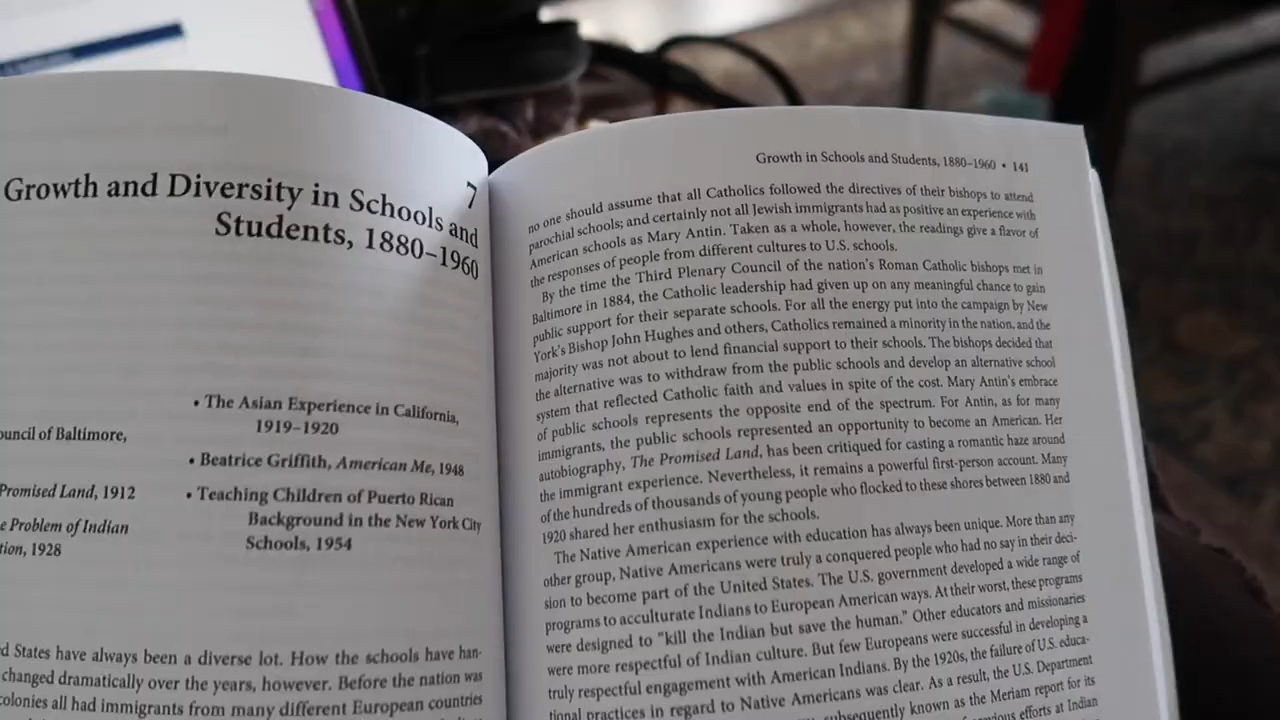 7
Growth and Diversity in Schools and
Students, 1880–1960
• The Asian Experience in California,
1919–1920
ouncil of Baltimore,
• Beatrice Griffith, American Me, 1948
Promised Land, 1912
• Teaching Children of Puerto Rican
Background in the New York City
Schools, 1954
e Problem of Indian
tion, 1928
d States have always been a diverse lot. How the schools have han-
changed dramatically over the years, however. Before the nation was
colonies all had immigrants from many different European countries
Growth in Schools and Students, 1880–1960 • 141
no one should assume that all Catholics followed the directives of their bishops to attend
parochial schools; and certainly not all Jewish immigrants had as positive an experience with
American schools as Mary Antin. Taken as a whole, however, the readings give a flavor of
the responses of people from different cultures to U.S. schools.
By the time the Third Plenary Council of the nation's Roman Catholic bishops met in
Baltimore in 1884, the Catholic leadership had given up on any meaningful chance to gain
public support for their separate schools. For all the energy put into the campaign by New
York's Bishop John Hughes and others, Catholics remained a minority in the nation, and the
majority was not about to lend financial support to their schools. The bishops decided that
the alternative was to withdraw from the public schools and develop an alternative school
system that reflected Catholic faith and values in spite of the cost. Mary Antin's embrace
of public schools represents the opposite end of the spectrum. For Antin, as for many
immigrants, the public schools represented an opportunity to become an American. Her
autobiography, The Promised Land, has been critiqued for casting a romantic haze around
the immigrant experience. Nevertheless, it remains a powerful first-person account. Many
of the hundreds of thousands of young people who flocked to these shores between 1880 and
1920 shared her enthusiasm for the schools.
The Native American experience with education has always been unique. More than any
other group, Native Americans were truly a conquered people who had no say in their deci-
sion to become part of the United States. The U.S. government developed a wide range of
programs to acculturate Indians to European American ways. At their worst, these programs
were designed to "kill the Indian but save the human." Other educators and missionaries
were more respectful of Indian culture. But few Europeans were successful in developing a
truly respectful engagement with American Indians. By the 1920s, the failure of U.S. educa-
tional practices in regard to Native Americans was clear. As a result, the U.S. Department
subsequently known as the Meriam report for its
efforts at Indian